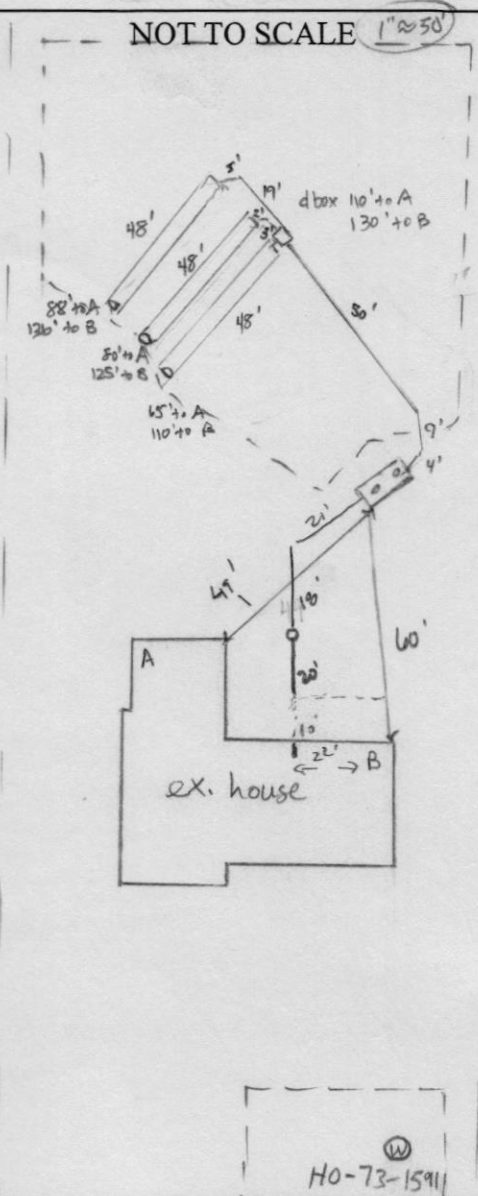 NOT TO SCALE 1"≈50'
5'
19'
dbox 110' to A
130' to B
48'
2'
3'
48'
48'
50'
88' to A
136' to B
80' to A
125' to B
65' to A
110' to B
9'
4'
21'
49'
18'
60'
A
20'
10'
22'
B
ex. house
W
HO-73-1591